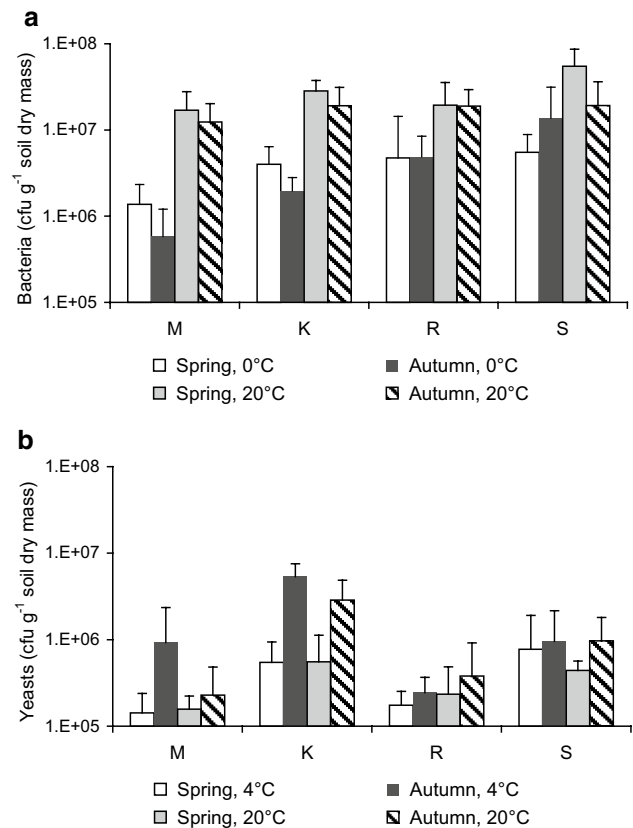 a
Bacteria (cfu g⁻¹ soil dry mass)
1.E+08
1.E+07
1.E+06
1.E+05
M K R S
Spring, 0°C Autumn, 0°C
Spring, 20°C Autumn, 20°C
b
Yeasts (cfu g⁻¹ soil dry mass)
1.E+08
1.E+07
1.E+06
1.E+05
M K R S
Spring, 4°C Autumn, 4°C
Spring, 20°C Autumn, 20°C